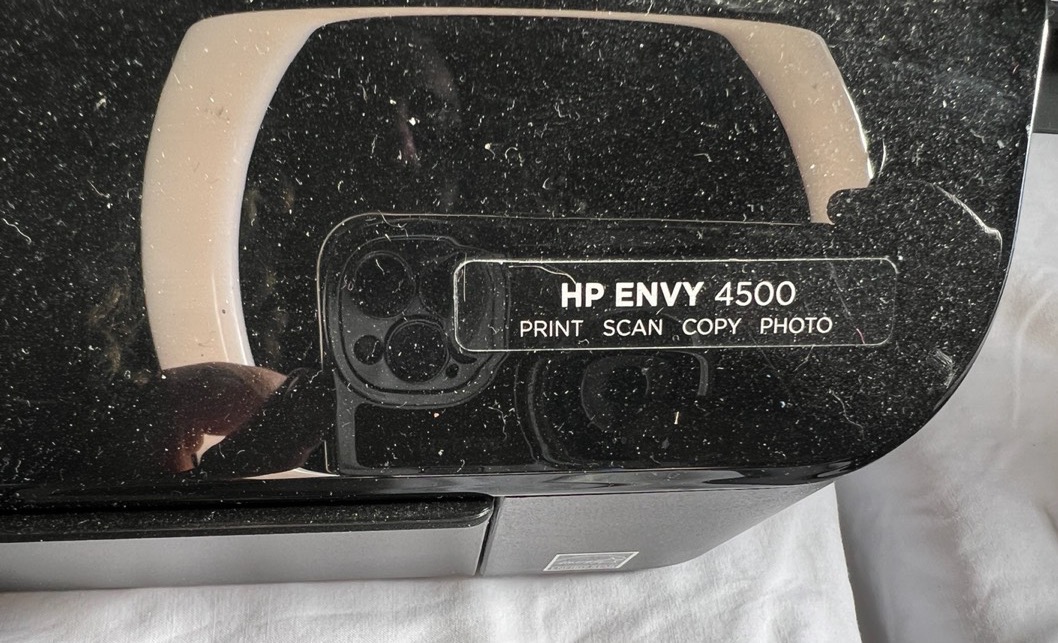 HP ENVY 4500
PRINT SCAN COPY PHOTO